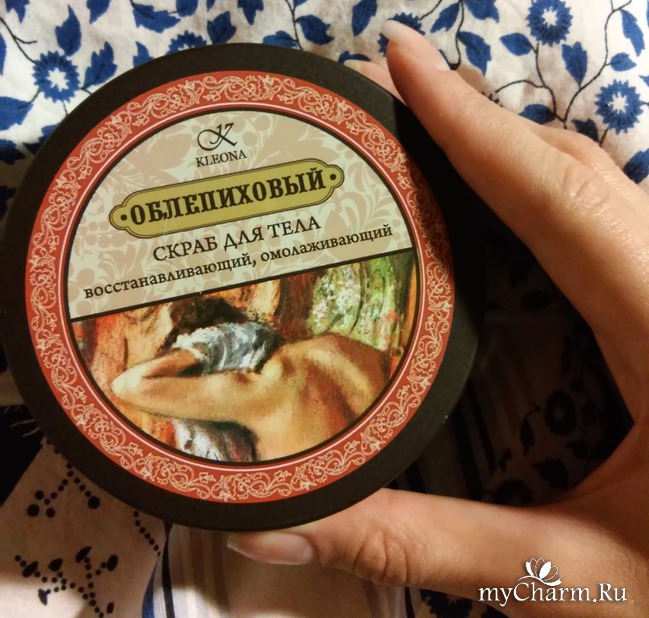 KLEONA
ОБЛЕПИХОВЫЙ
СКРАБ ДЛЯ ТЕЛА
восстанавливающий, омолаживающий
myCharm.Ru